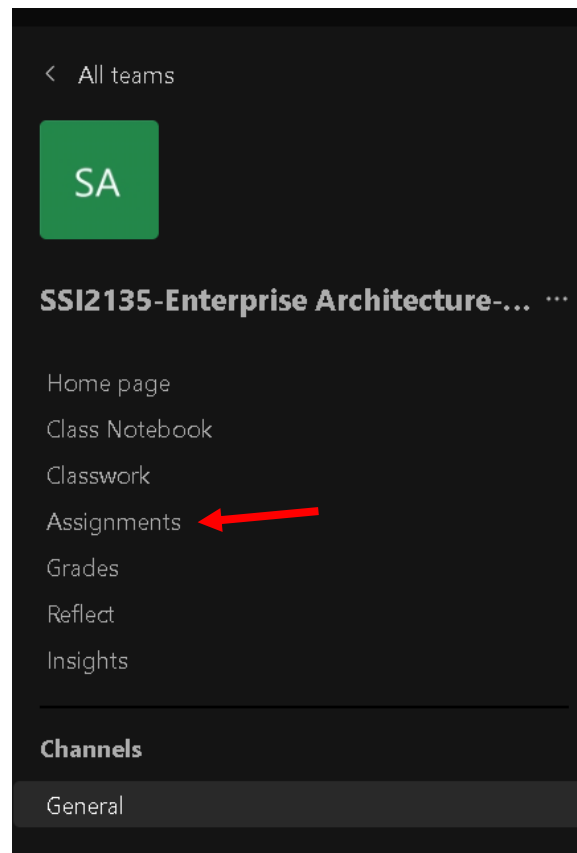 All teams
SA
SSI2135-Enterprise Architecture-... ...
Home page
Class Notebook
Classwork
Assignments
Grades
Reflect
Insights
Channels
General